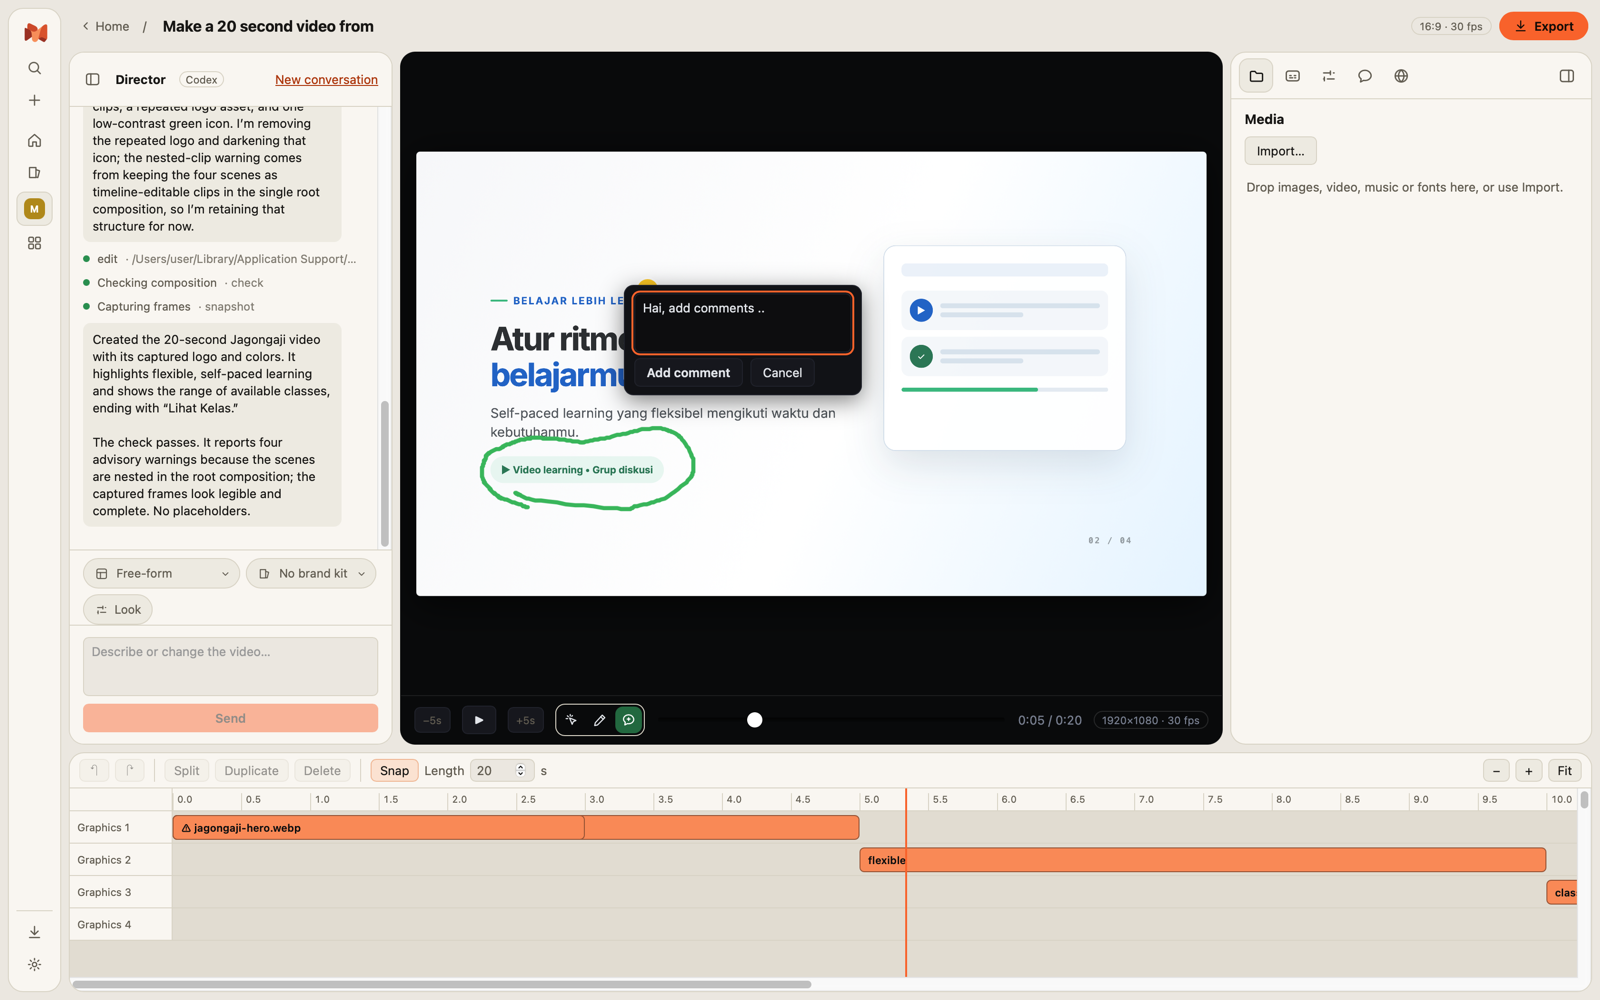 Home / Make a 20 second video from
16:9 · 30 fps
Export
M
Director
Codex
New conversation
clips, a repeated logo asset, and one
low-contrast green icon. I'm removing
the repeated logo and darkening that
icon; the nested-clip warning comes
from keeping the four scenes as
timeline-editable clips in the single root
composition, so I'm retaining that
structure for now.
edit · /Users/user/Library/Application Support/...
Checking composition · check
Capturing frames · snapshot
Created the 20-second Jagongaji video
with its captured logo and colors. It
highlights flexible, self-paced learning
and shows the range of available classes,
ending with “Lihat Kelas.”
The check passes. It reports four
advisory warnings because the scenes
are nested in the root composition; the
captured frames look legible and
complete. No placeholders.
Free-form
No brand kit
Look
Describe or change the video...
Send
BELAJAR LEBIH LE
Atur ritm
belajarmu
Self-paced learning yang fleksibel mengikuti waktu dan
kebutuhanmu.
Video learning • Grup diskusi
Hai, add comments ..
Add comment
Cancel
02 / 04
-5s
+5s
0:05 / 0:20
1920×1080 · 30 fps
Media
Import...
Drop images, video, music or fonts here, or use Import.
Split
Duplicate
Delete
Snap
Length 20 s
− + Fit
0.0 0.5 1.0 1.5 2.0 2.5 3.0 3.5 4.0 4.5 5.0 5.5 6.0 6.5 7.0 7.5 8.0 8.5 9.0 9.5 10.0
Graphics 1
jagongaji-hero.webp
Graphics 2
flexible
Graphics 3
clas
Graphics 4